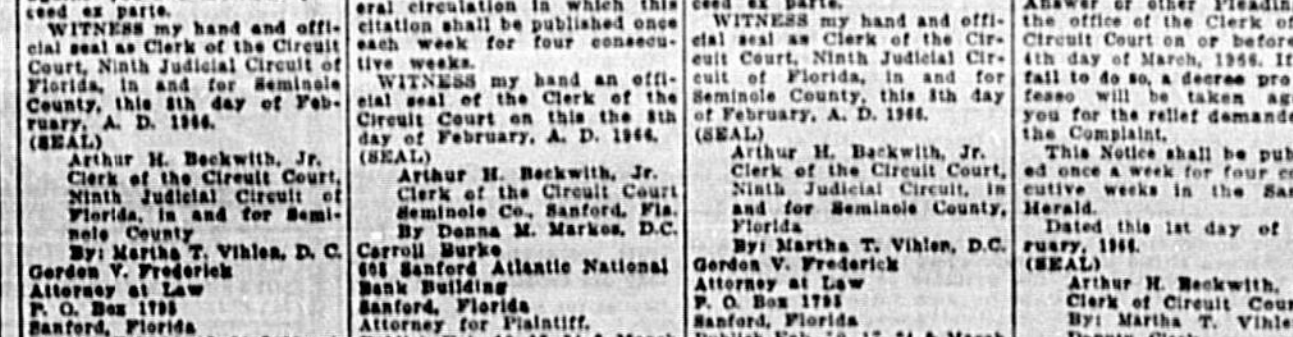 ceed ex parte.
WITNESS my hand and offi-
cial seal as Clerk of the Circuit
Court, Ninth Judicial Circuit of
Florida, in and for Seminole
County, this 8th day of Feb-
ruary, A. D. 1966.
(SEAL)
Arthur H. Beckwith, Jr.
Clerk of the Circuit Court,
Ninth Judicial Circuit of
Florida, in and for Semi-
nole County
By: Martha T. Vihlen, D. C.
Gordon V. Frederick
Attorney at Law
P. O. Box 1795
Sanford, Florida
eral circulation in which this
citation shall be published once
each week for four consecu-
tive weeks.
WITNESS my hand an offi-
cial seal of the Clerk of the
Circuit Court on this the 8th
day of February, A. D. 1966.
(SEAL)
Arthur H. Beckwith, Jr.
Clerk of the Circuit Court
Seminole Co., Sanford, Fla.
By Donna M. Markos, D.C.
Carroll Burke
Sanford Atlantic National
Bank Building
Sanford, Florida
Attorney for Plaintiff.
ceed ex parte.
WITNESS my hand and offi-
cial seal as Clerk of the Cir-
cuit Court, Ninth Judicial Cir-
cuit of Florida, in and for
Seminole County, this 8th day
of February, A. D. 1966.
(SEAL)
Arthur H. Beckwith, Jr.
Clerk of the Circuit Court,
Ninth Judicial Circuit, in
and for Seminole County,
Florida
By: Martha T. Vihlen, D.C.
Gordon V. Frederick
Attorney at Law
P. O. Box 1795
Sanford, Florida
Answer or other Pleadin
the office of the Clerk of
Circuit Court on or before
4th day of March, 1966. If
fail to do so, a decree pro
fesso will be taken ag
you for the relief demande
the Complaint.
This Notice shall be pub
ed once a week for four co
cutive weeks in the San
Herald.
Dated this 1st day of
ruary, 1966.
(SEAL)
Arthur H. Beckwith,
Clerk of Circuit Cour
By: Martha T. Vihle